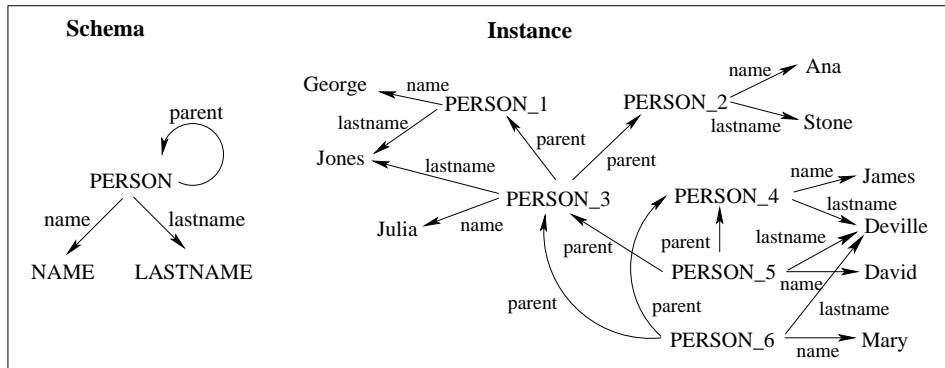 Schema
parent
PERSON
name
lastname
NAME
LASTNAME
Instance
George
name
PERSON_1
lastname
Jones
parent
PERSON_2
name
Ana
lastname
Stone
parent
lastname
PERSON_3
Julia
name
PERSON_4
name
James
lastname
Deville
parent
parent
PERSON_5
lastname
name
David
parent
parent
PERSON_6
lastname
name
Mary